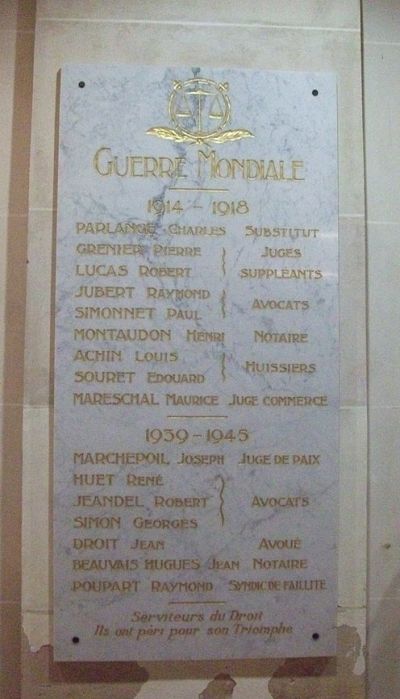 GUERRE MONDIALE
1914 - 1918
PARLANGE CHARLES SUBSTITUT
GRENIER PIERRE JUGES
LUCAS ROBERT SUPPLÉANTS
JUBERT RAYMOND
SIMONNET PAUL AVOCATS
MONTAUDON HENRI NOTAIRE
ACHIN LOUIS
SOURET EDOUARD HUISSIERS
MARESCHAL MAURICE JUGE COMMERCE
1939 - 1945
MARCHEPOIL JOSEPH JUGE DE PAIX
HUET RENÉ
JEANDEL ROBERT AVOCATS
SIMON GEORGES
DROIT JEAN AVOUÉ
BEAUVAIS HUGUES JEAN NOTAIRE
POUPART RAYMOND SYNDIC DE FAILLITE
Serviteurs du Droit
Ils ont péri pour son Triomphe